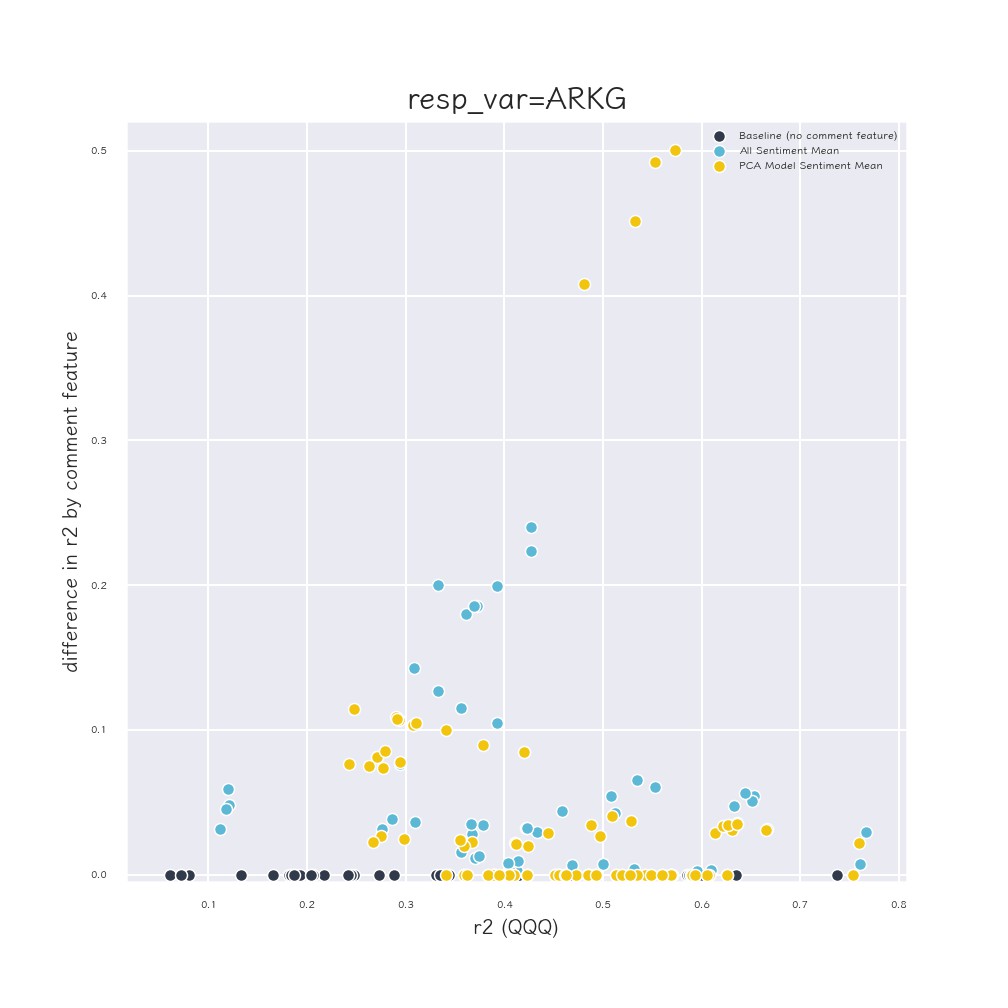 resp_var=ARKG
Baseline (no comment feature)
All Sentiment Mean
PCA Model Sentiment Mean
difference in r2 by comment feature
0.5
0.4
0.3
0.2
0.1
0.0
0.1
0.2
0.3
0.4
0.5
0.6
0.7
0.8
r2 (QQQ)